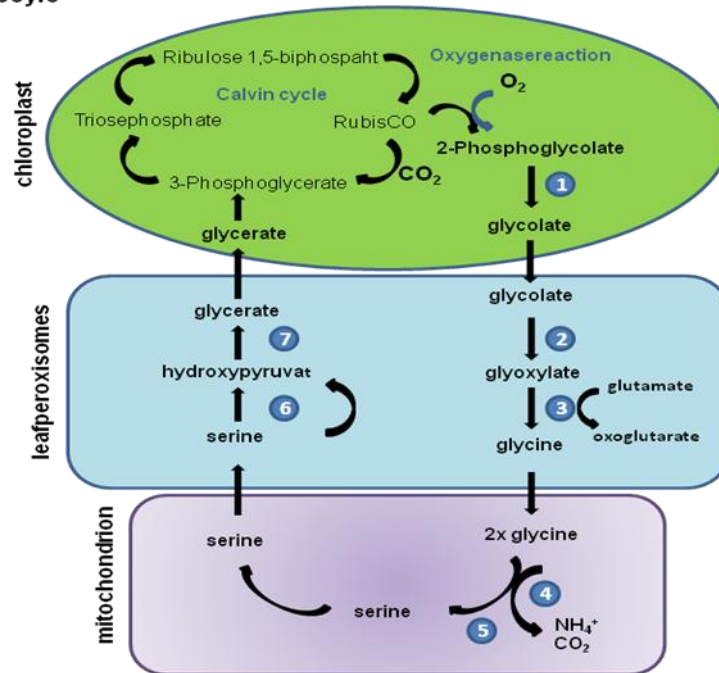 chloroplast
Ribulose 1,5-biphospaht
Oxygenasereaction
O₂
Calvin cycle
Triosephosphate
RubisCO
2-Phosphoglycolate
3-Phosphoglycerate
CO₂
1
glycerate
glycolate
leafperoxisomes
glycerate
glycolate
7
2
hydroxypyruvat
glyoxylate
glutamate
6
3
serine
glycine
oxoglutarate
mitochondrion
serine
2x glycine
4
serine
5
NH₄⁺
CO₂